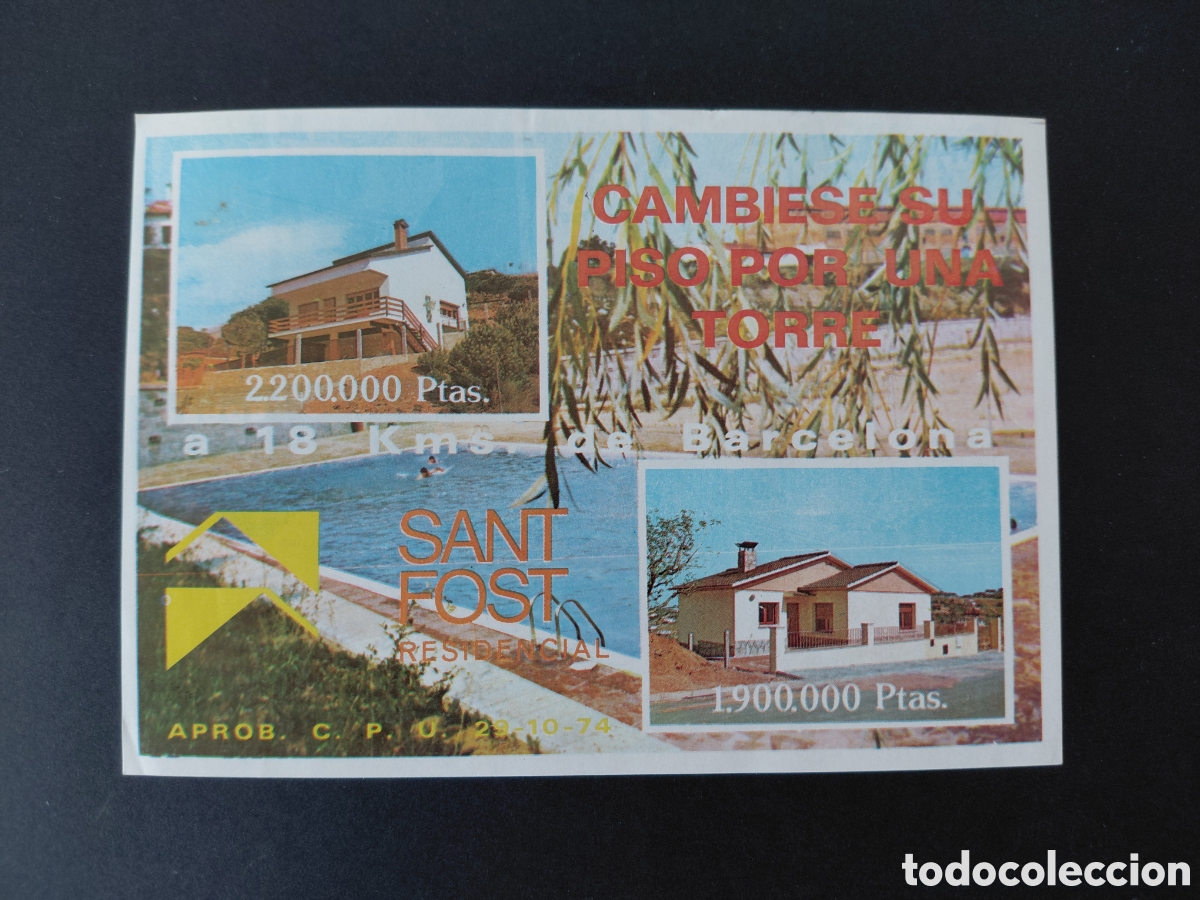 CAMBIESE SU
PISO POR UNA
TORRE
2.200.000 Ptas.
a 18 Kms. de Barcelona
SANT
FOST
RESIDENCIAL
1.900.000 Ptas.
APROB. C. P. U. 29-10-74
todocoleccion